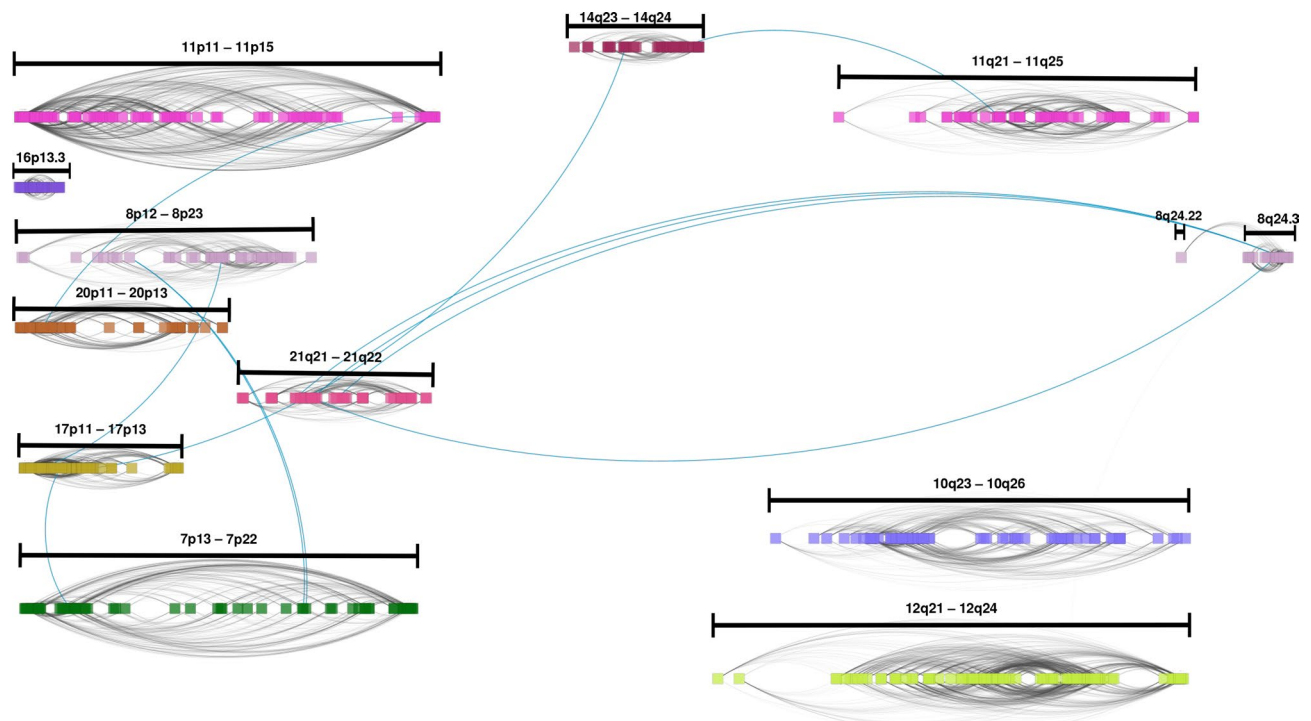 14q23 – 14q24
11p11 – 11p15
11q21 – 11q25
16p13.3
8p12 – 8p23
8q24.22
8q24.3
20p11 – 20p13
21q21 – 21q22
17p11 – 17p13
10q23 – 10q26
7p13 – 7p22
12q21 – 12q24